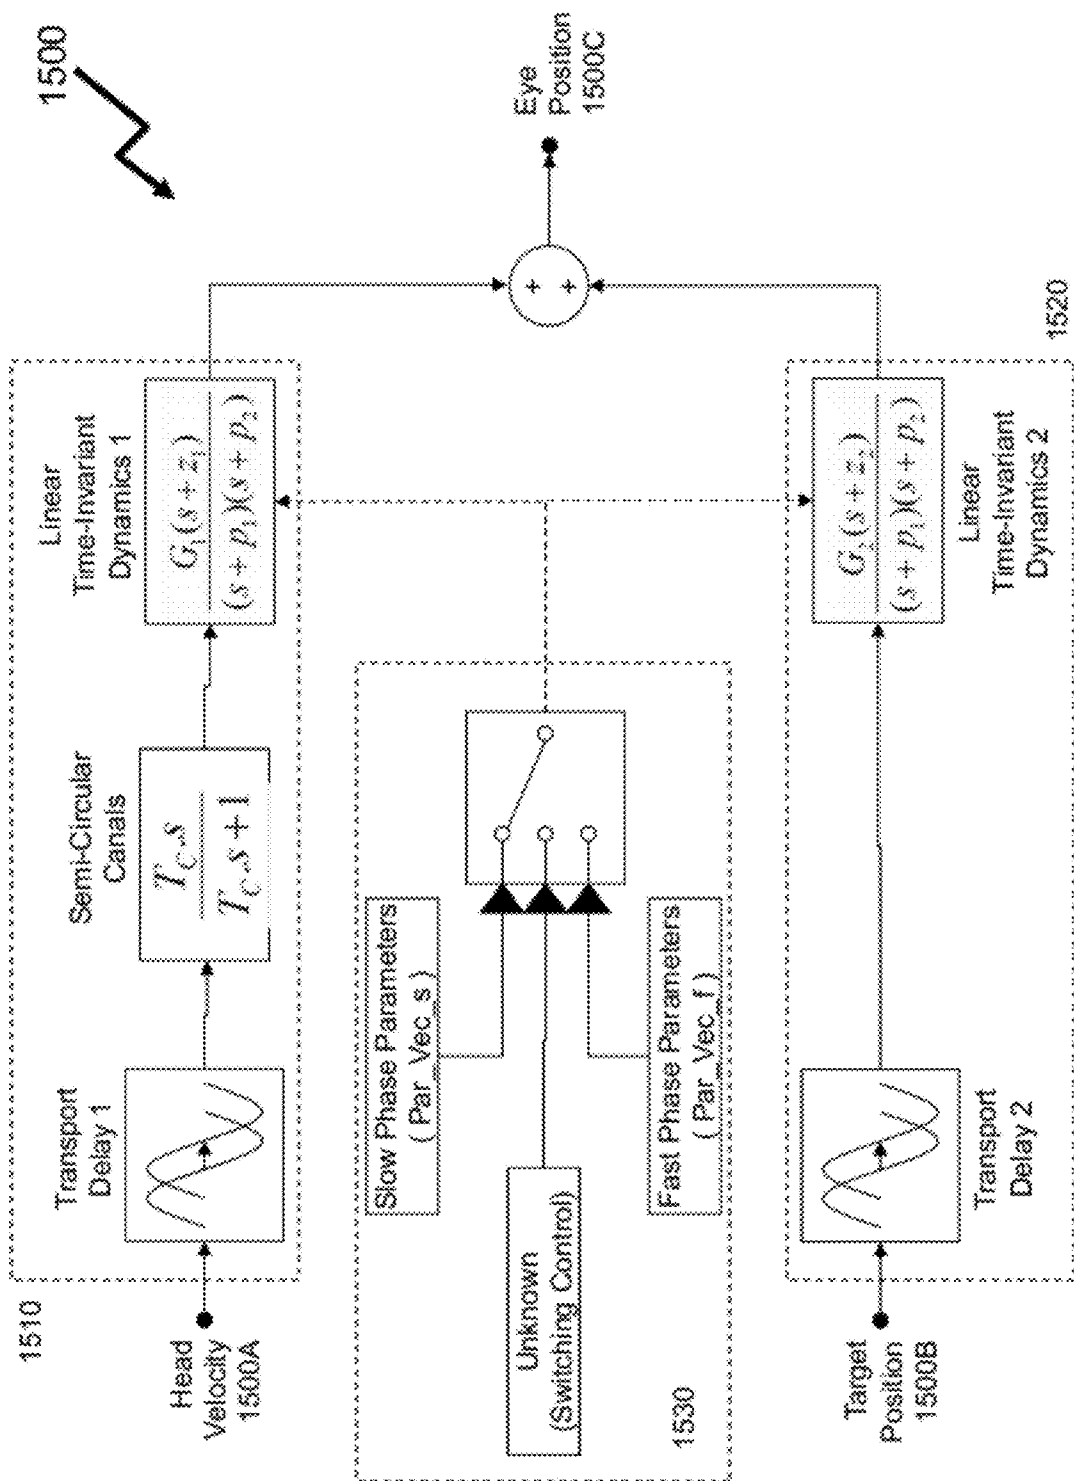 1500
1510
Head
Velocity
1500A
Transport
Delay 1
Semi-Circular
Canals
T_C.s
T_C.s+1
Linear
Time-Invariant
Dynamics 1
G₁(s + z₁)
(s + p₁)(s + p₂)
Slow Phase Parameters
( Par_Vec_s )
Unknown
(Switching Control)
Fast Phase Parameters
( Par_Vec_f )
1530
+
+
Eye
Position
1500C
Target
Position
1500B
Transport
Delay 2
G₂(s + z₂)
(s + p₁)(s + p₂)
Linear
Time-Invariant
Dynamics 2
1520